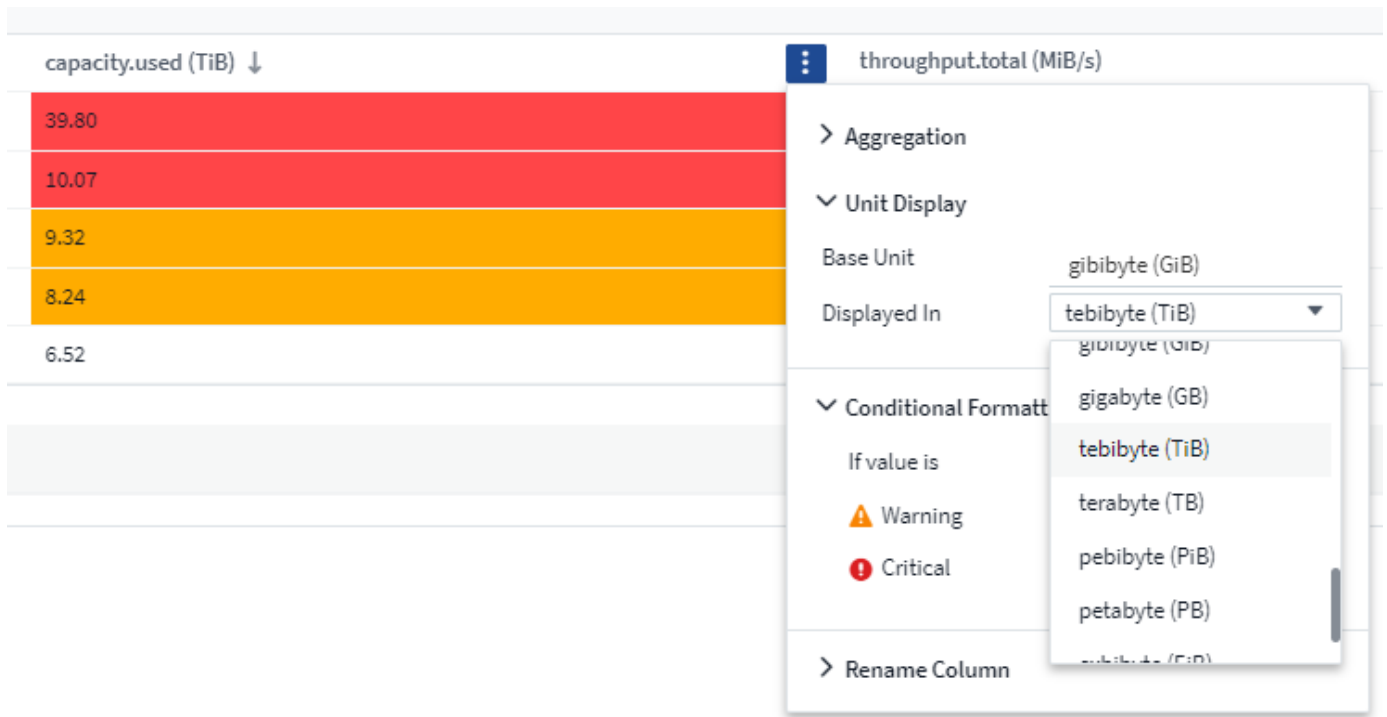 capacity.used (TiB) ↓
throughput.total (MiB/s)
39.80
10.07
9.32
8.24
6.52
Aggregation
Unit Display
Base Unit
gibibyte (GiB)
Displayed In
tebibyte (TiB)
gibibyte (GiB)
gigabyte (GB)
tebibyte (TiB)
terabyte (TB)
pebibyte (PiB)
petabyte (PB)
Conditional Formatt
If value is
Warning
Critical
Rename Column